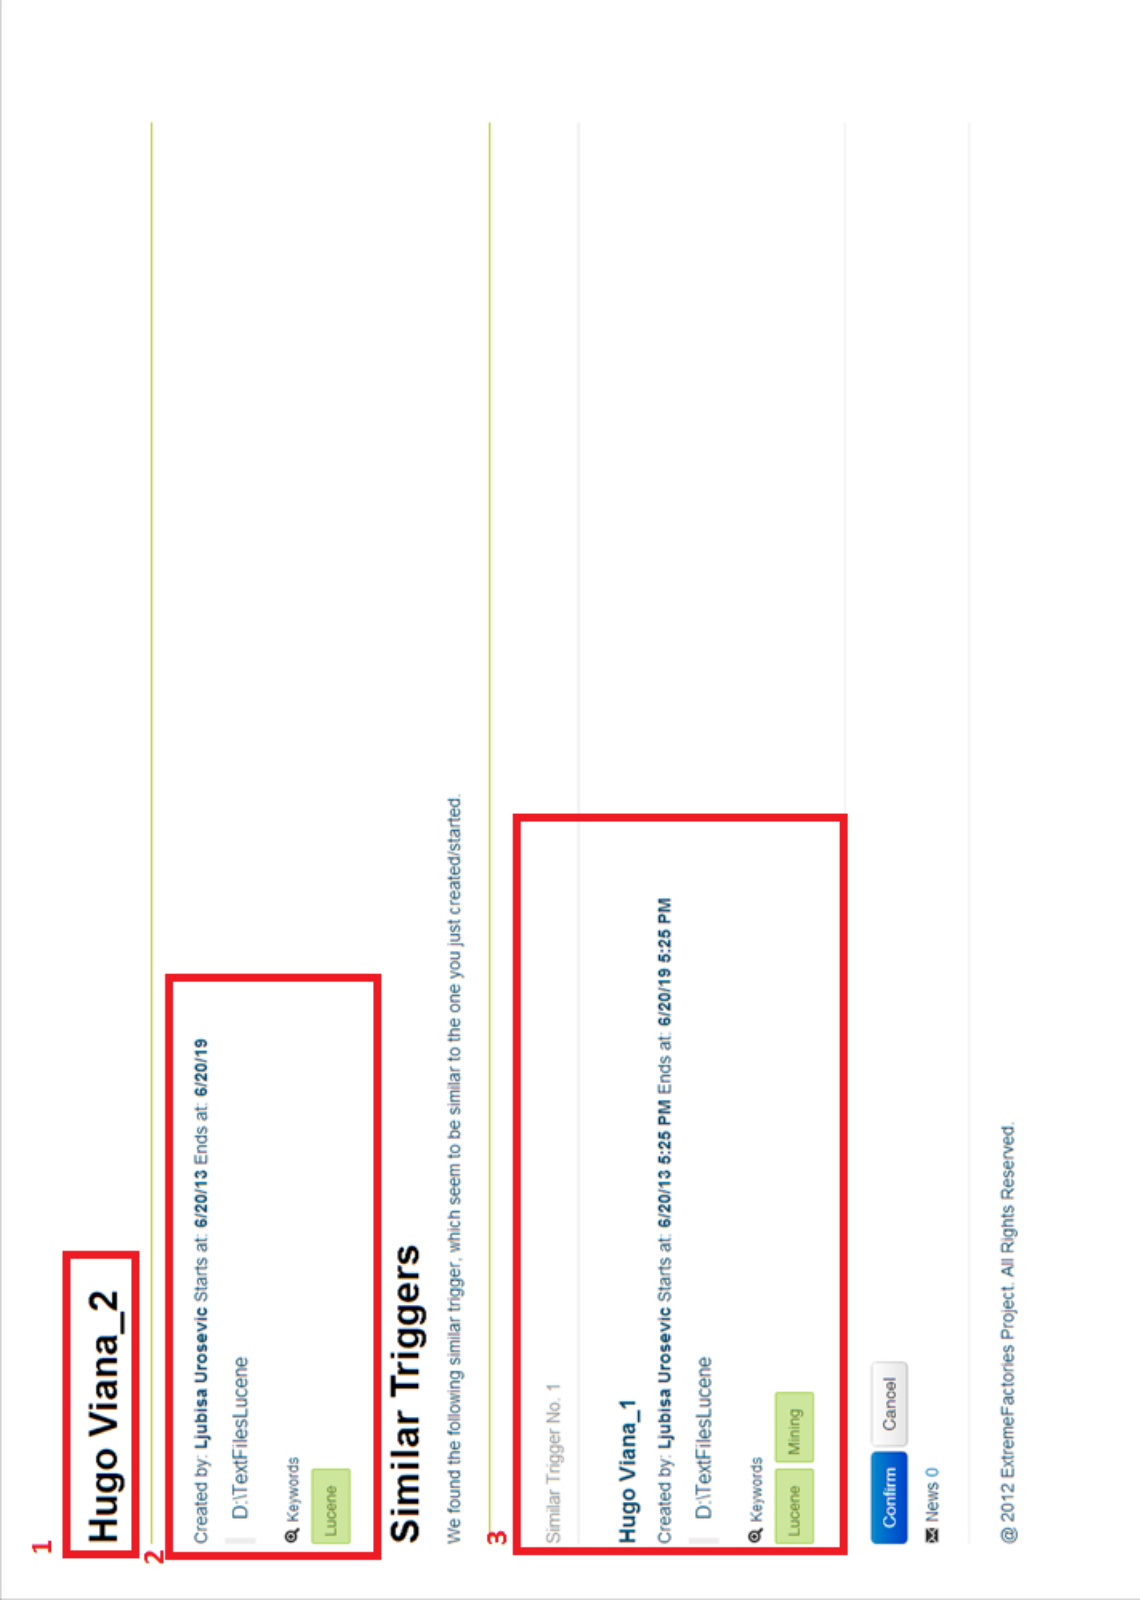 1
Hugo Viana_2
2
Created by: Ljubisa Urosevic Starts at: 6/20/13 Ends at: 6/20/19
D:\TextFilesLucene
Keywords
Lucene
Similar Triggers
We found the following similar trigger, which seem to be similar to the one you just created/started.
3
Similar Trigger No. 1
Hugo Viana_1
Created by: Ljubisa Urosevic Starts at: 6/20/13 5:25 PM Ends at: 6/20/19 5:25 PM
D:\TextFilesLucene
Keywords
Lucene Mining
Confirm Cancel
News 0
@ 2012 ExtremeFactories Project. All Rights Reserved.